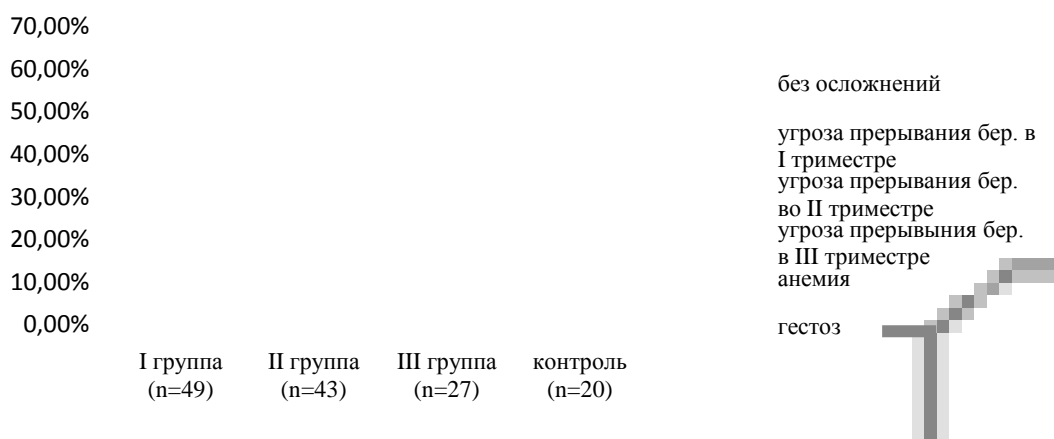 70,00%
60,00%
50,00%
40,00%
30,00%
20,00%
10,00%
0,00%
I группа
(n=49)
II группа
(n=43)
III группа
(n=27)
контроль
(n=20)
без осложнений
угроза прерывания бер. в
I триместре
угроза прерывания бер.
во II триместре
угроза прерывыния бер.
в III триместре
анемия
гестоз